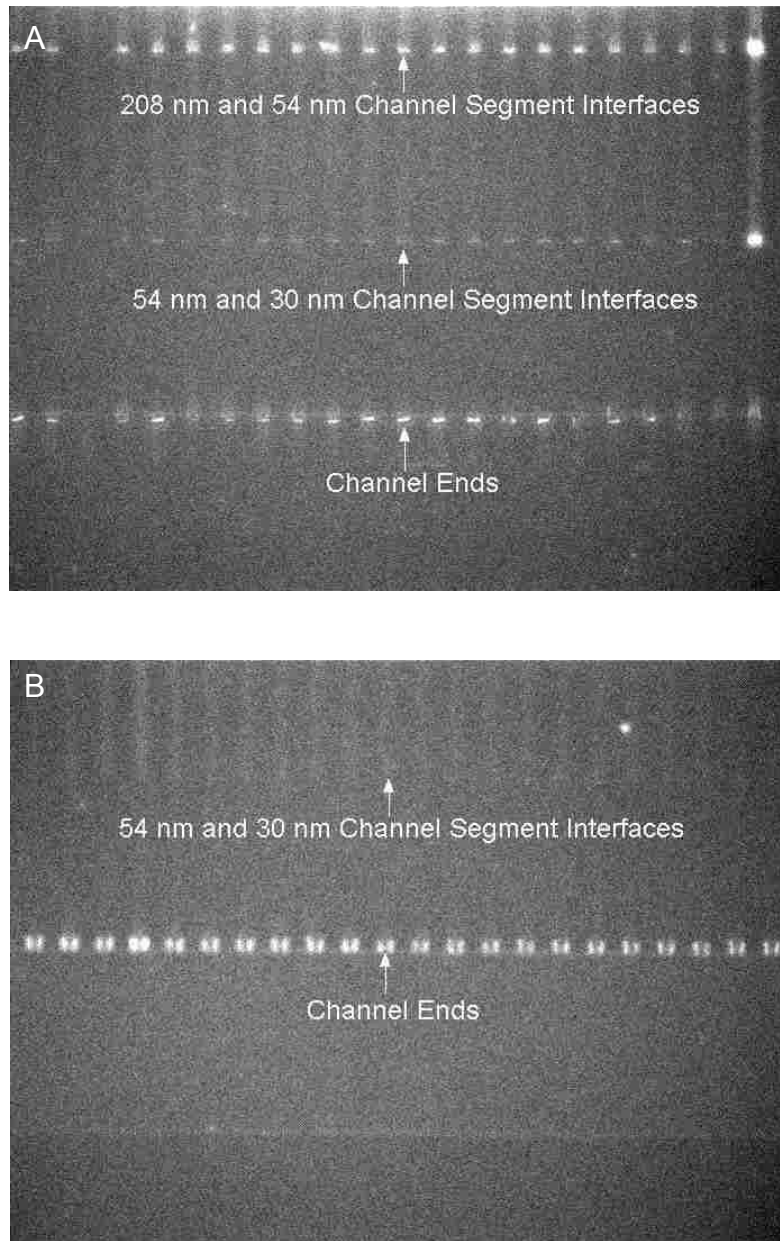 A
208 nm and 54 nm Channel Segment Interfaces
54 nm and 30 nm Channel Segment Interfaces
Channel Ends
B
54 nm and 30 nm Channel Segment Interfaces
Channel Ends